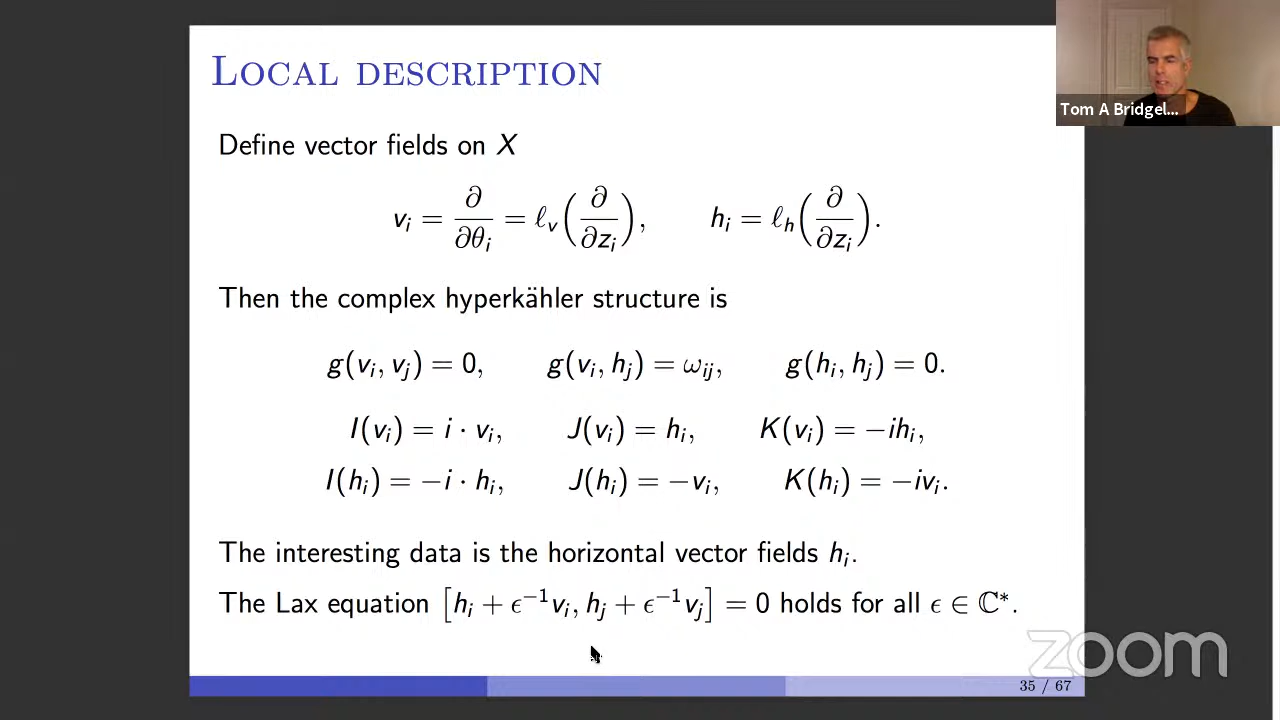 LOCAL DESCRIPTION
Tom A Bridgel...
Define vector fields on X
v_i = ∂/∂θ_i = ℓ_v(∂/∂z_i), h_i = ℓ_h(∂/∂z_i).
Then the complex hyperkähler structure is
g(v_i, v_j) = 0, g(v_i, h_j) = ω_{ij}, g(h_i, h_j) = 0.
I(v_i) = i · v_i, J(v_i) = h_i, K(v_i) = −ih_i,
I(h_i) = −i · h_i, J(h_i) = −v_i, K(h_i) = −iv_i.
The interesting data is the horizontal vector fields h_i.
The Lax equation [h_i + ϵ^{−1}v_i, h_j + ϵ^{−1}v_j] = 0 holds for all ϵ ∈ ℂ*.
zoom
35 / 67